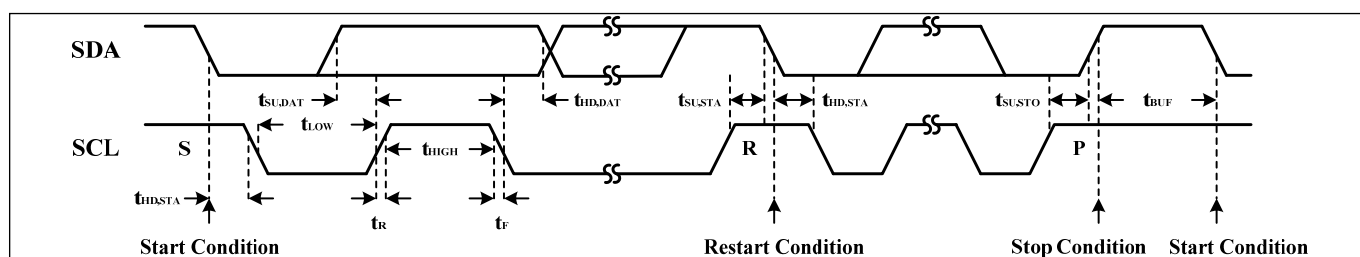 SDA
tSU,DAT tHD,DAT tSU,STA tHD,STA tSU,STO tBUF
tLOW
SCL S tHIGH R P
tHD,STA
tR tF
Start Condition Restart Condition Stop Condition Start Condition